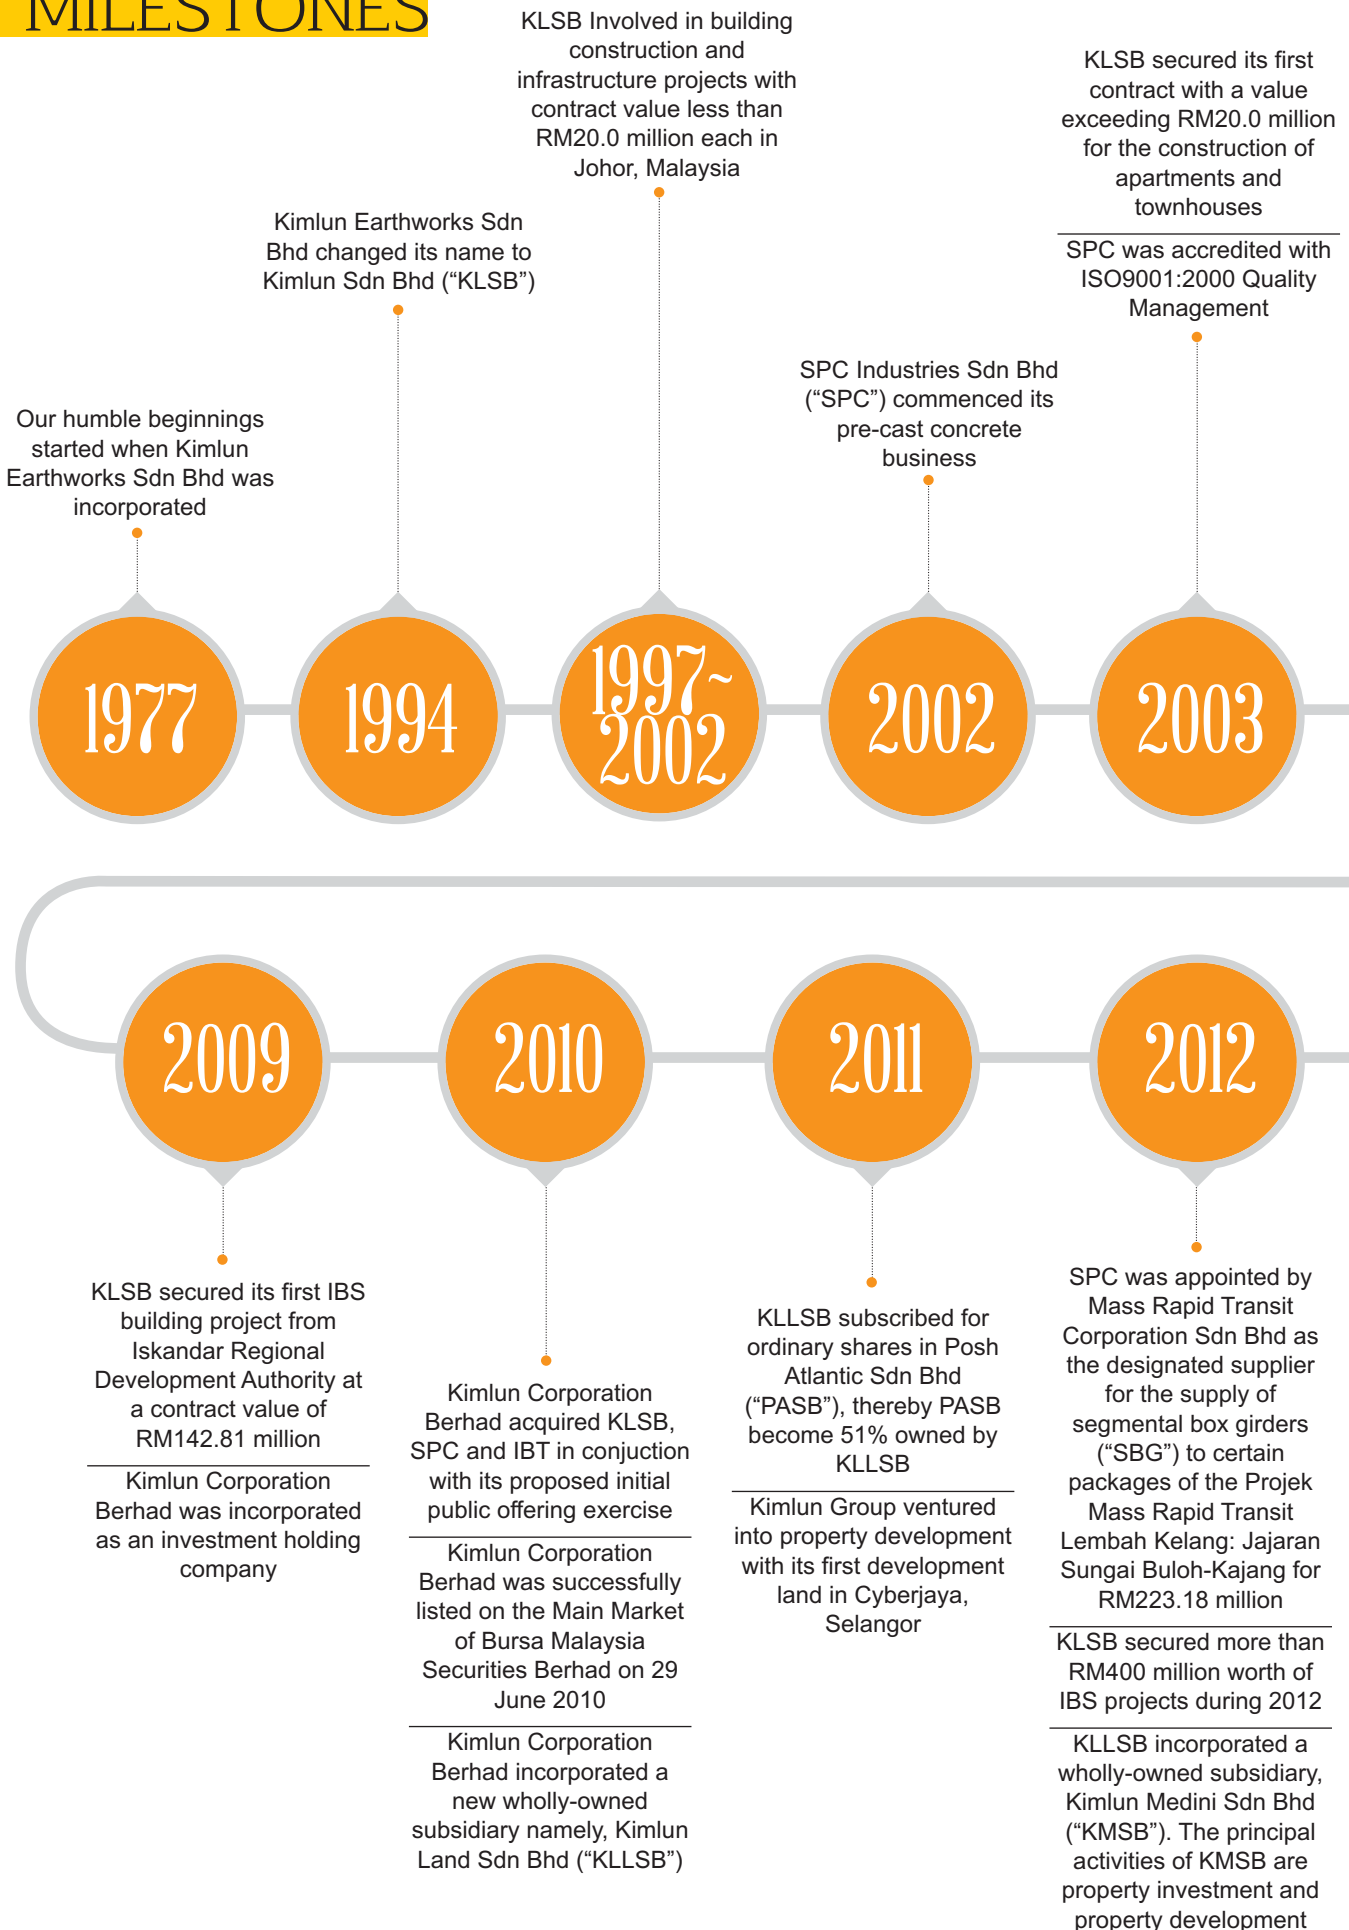 MILESTONES
Our humble beginnings
started when Kimlun
Earthworks Sdn Bhd was
incorporated
1977
Kimlun Earthworks Sdn
Bhd changed its name to
Kimlun Sdn Bhd (“KLSB”)
1994
KLSB Involved in building
construction and
infrastructure projects with
contract value less than
RM20.0 million each in
Johor, Malaysia
1997~
2002
SPC Industries Sdn Bhd
(“SPC”) commenced its
pre-cast concrete
business
2002
KLSB secured its first
contract with a value
exceeding RM20.0 million
for the construction of
apartments and
townhouses
SPC was accredited with
ISO9001:2000 Quality
Management
2003
2009
KLSB secured its first IBS
building project from
Iskandar Regional
Development Authority at
a contract value of
RM142.81 million
Kimlun Corporation
Berhad was incorporated
as an investment holding
company
2010
Kimlun Corporation
Berhad acquired KLSB,
SPC and IBT in conjuction
with its proposed initial
public offering exercise
Kimlun Corporation
Berhad was successfully
listed on the Main Market
of Bursa Malaysia
Securities Berhad on 29
June 2010
Kimlun Corporation
Berhad incorporated a
new wholly-owned
subsidiary namely, Kimlun
Land Sdn Bhd (“KLLSB”)
2011
KLLSB subscribed for
ordinary shares in Posh
Atlantic Sdn Bhd
(“PASB”), thereby PASB
become 51% owned by
KLLSB
Kimlun Group ventured
into property development
with its first development
land in Cyberjaya,
Selangor
2012
SPC was appointed by
Mass Rapid Transit
Corporation Sdn Bhd as
the designated supplier
for the supply of
segmental box girders
(“SBG”) to certain
packages of the Projek
Mass Rapid Transit
Lembah Kelang: Jajaran
Sungai Buloh-Kajang for
RM223.18 million
KLSB secured more than
RM400 million worth of
IBS projects during 2012
KLLSB incorporated a
wholly-owned subsidiary,
Kimlun Medini Sdn Bhd
(“KMSB”). The principal
activities of KMSB are
property investment and
property development